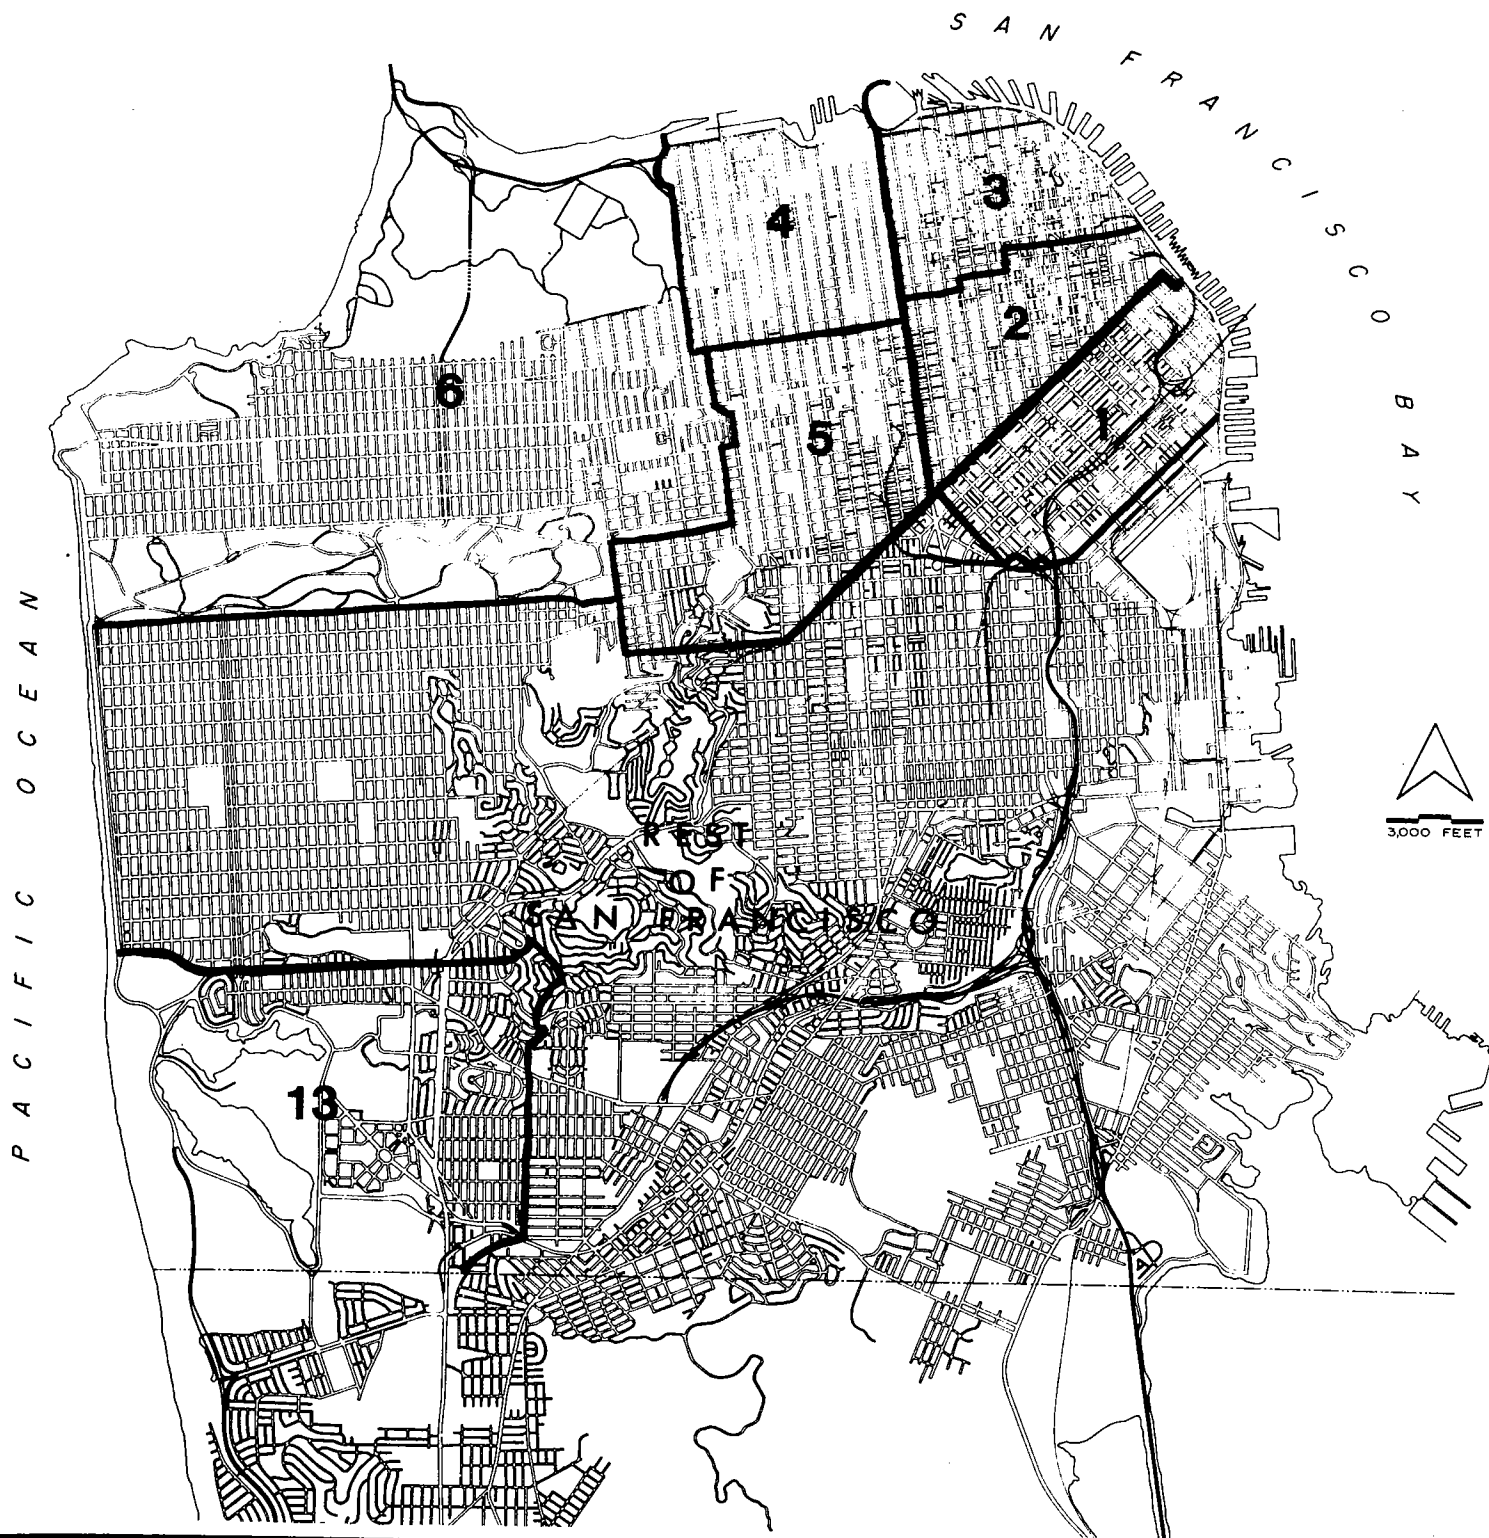 SAN FRANCISCO BAY
3
4
2
6
1
5
PACIFIC OCEAN
3,000 FEET
REST
OF
SAN FRANCISCO
13